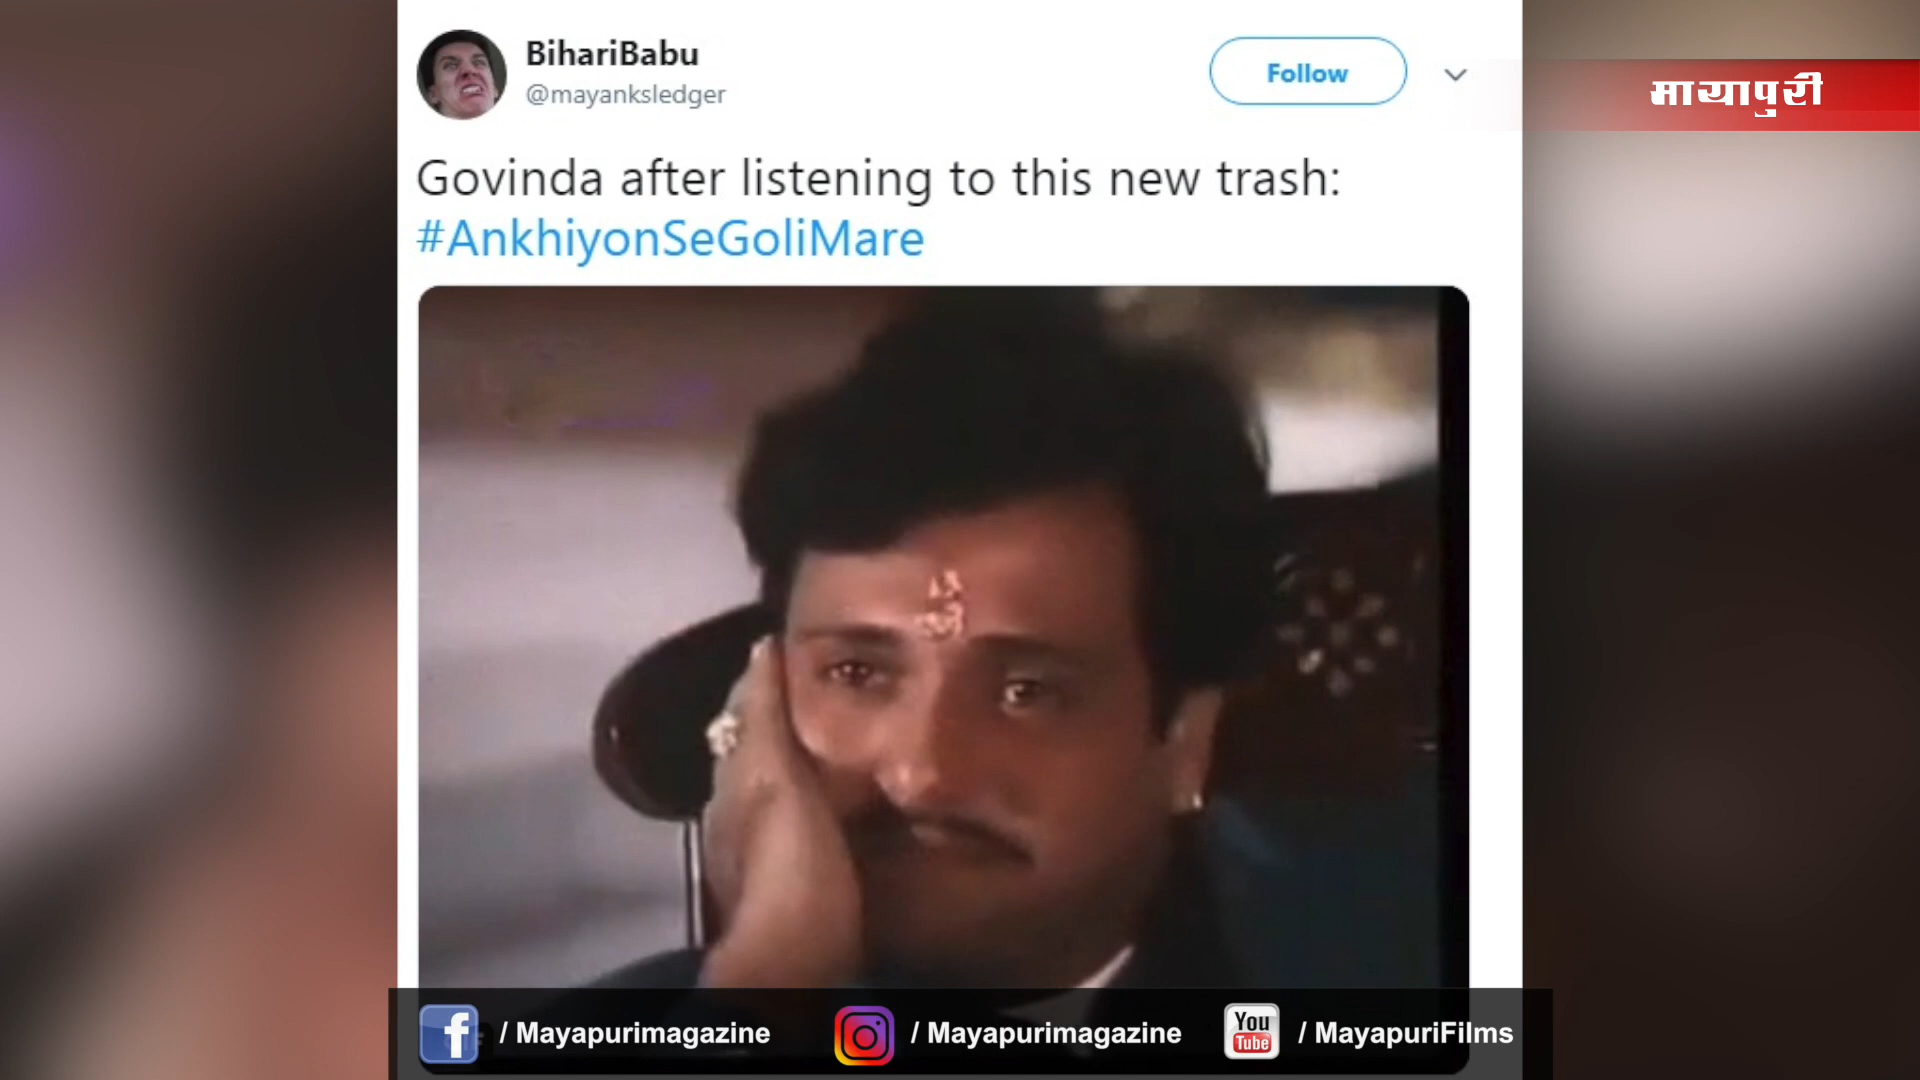 BihariBabu
@mayanksledger
Follow
मायापुरी
Govinda after listening to this new trash:
#AnkhiyonSeGoliMare
/ Mayapurimagazine
/ Mayapurimagazine
You
Tube
/ MayapuriFilms